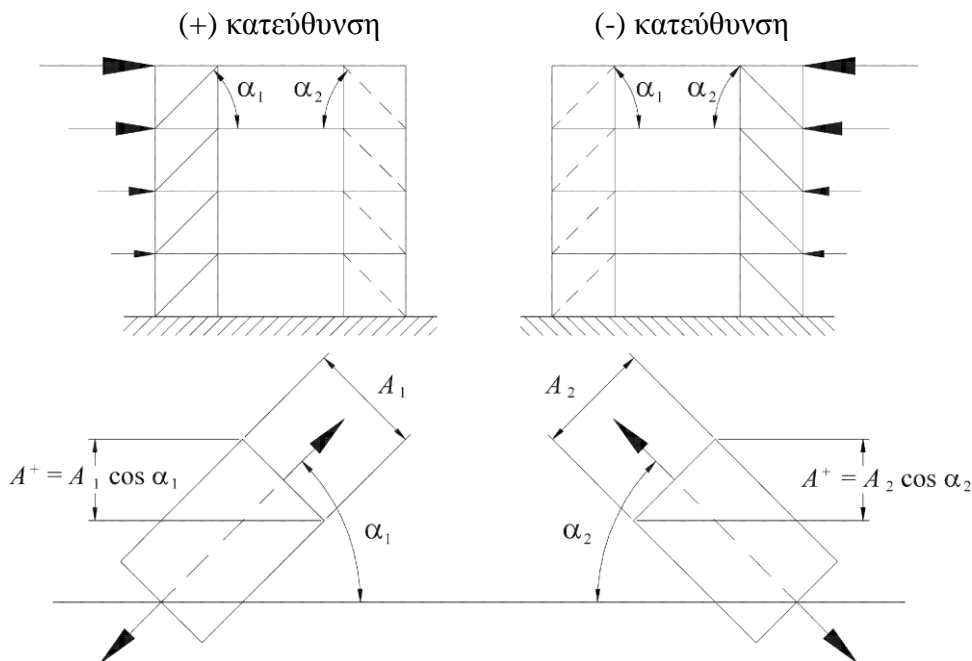 (+) κατεύθυνση
(-) κατεύθυνση
α1
α2
α1
α2
A1
A2
A+ = A1 cos α1
A+ = A2 cos α2
α1
α2